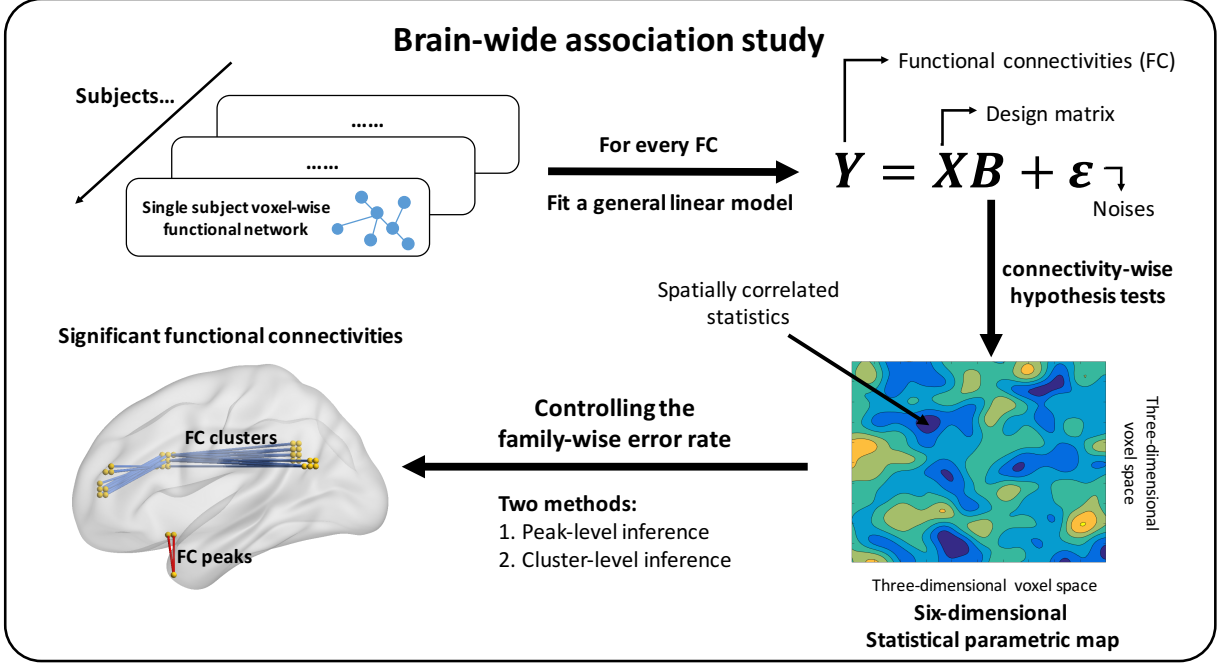 Brain-wide association study
Subjects...
......
......
Single subject voxel-wise
functional network
For every FC
Fit a general linear model
Functional connectivities (FC)
Design matrix
Y = XB + ε
Noises
connectivity-wise
hypothesis tests
Spatially correlated
statistics
Three-dimensional
voxel space
Three-dimensional voxel space
Six-dimensional
Statistical parametric map
Controlling the
family-wise error rate
Two methods:
1. Peak-level inference
2. Cluster-level inference
Significant functional connectivities
FC clusters
FC peaks